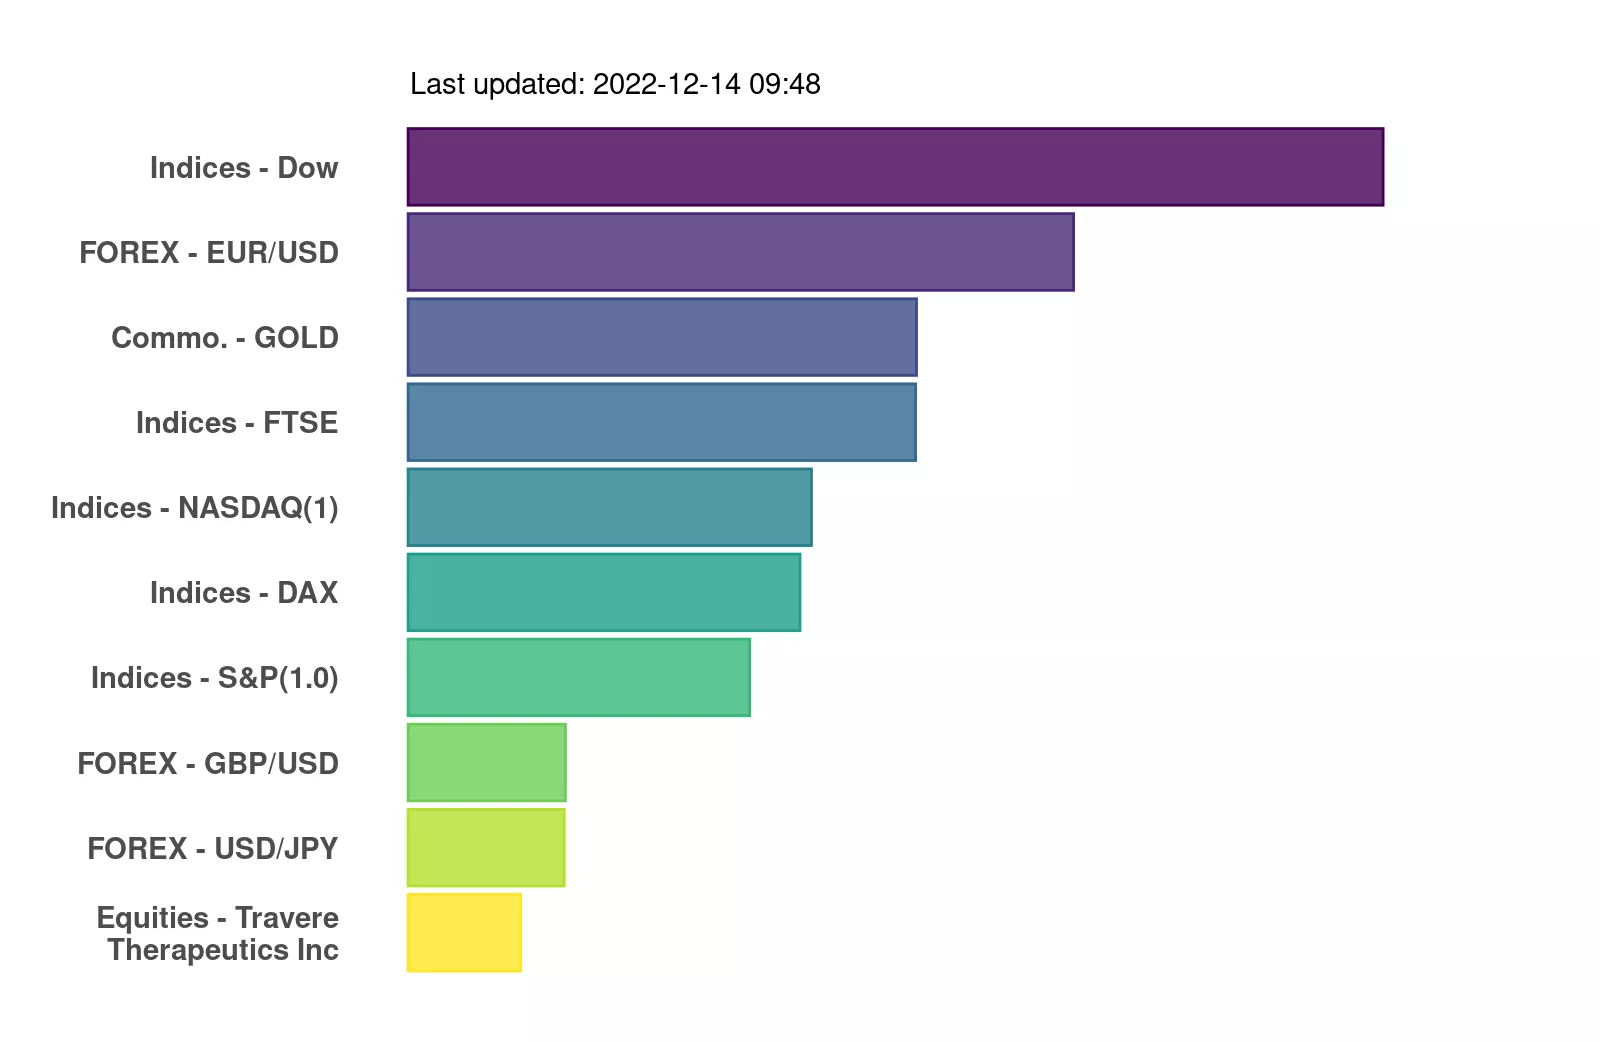 Last updated: 2022-12-14 09:48
Indices - Dow
FOREX - EUR/USD
Commo. - GOLD
Indices - FTSE
Indices - NASDAQ(1)
Indices - DAX
Indices - S&P(1.0)
FOREX - GBP/USD
FOREX - USD/JPY
Equities - Travere
Therapeutics Inc